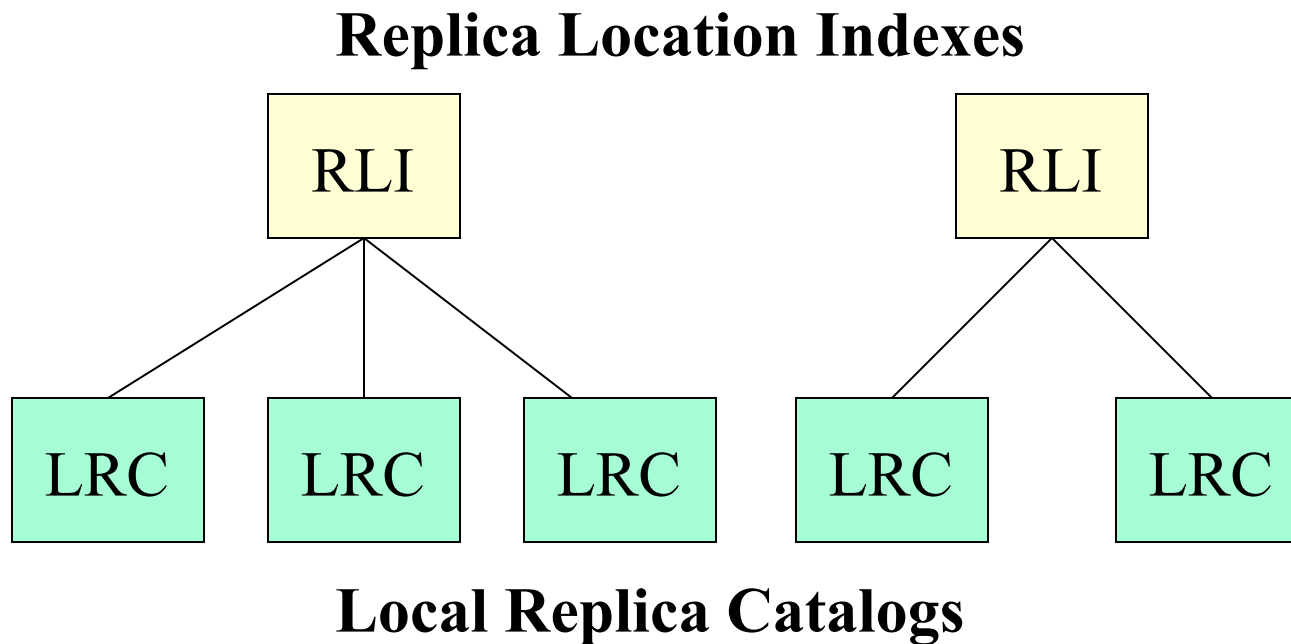 Replica Location Indexes
RLI RLI
LRC LRC LRC LRC LRC
Local Replica Catalogs